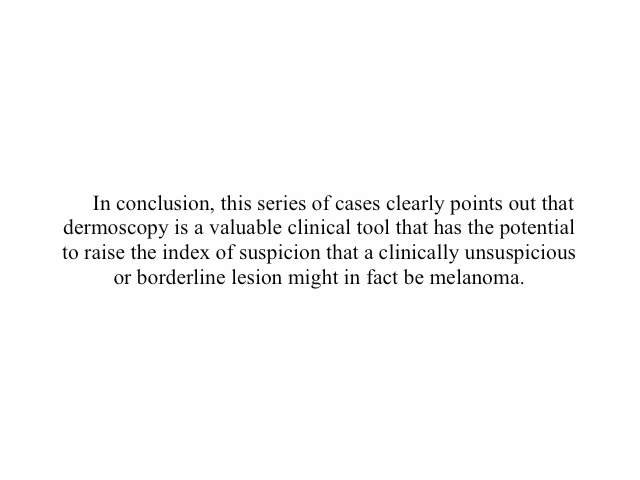 In conclusion, this series of cases clearly points out that
dermoscopy is a valuable clinical tool that has the potential
to raise the index of suspicion that a clinically unsuspicious
or borderline lesion might in fact be melanoma.